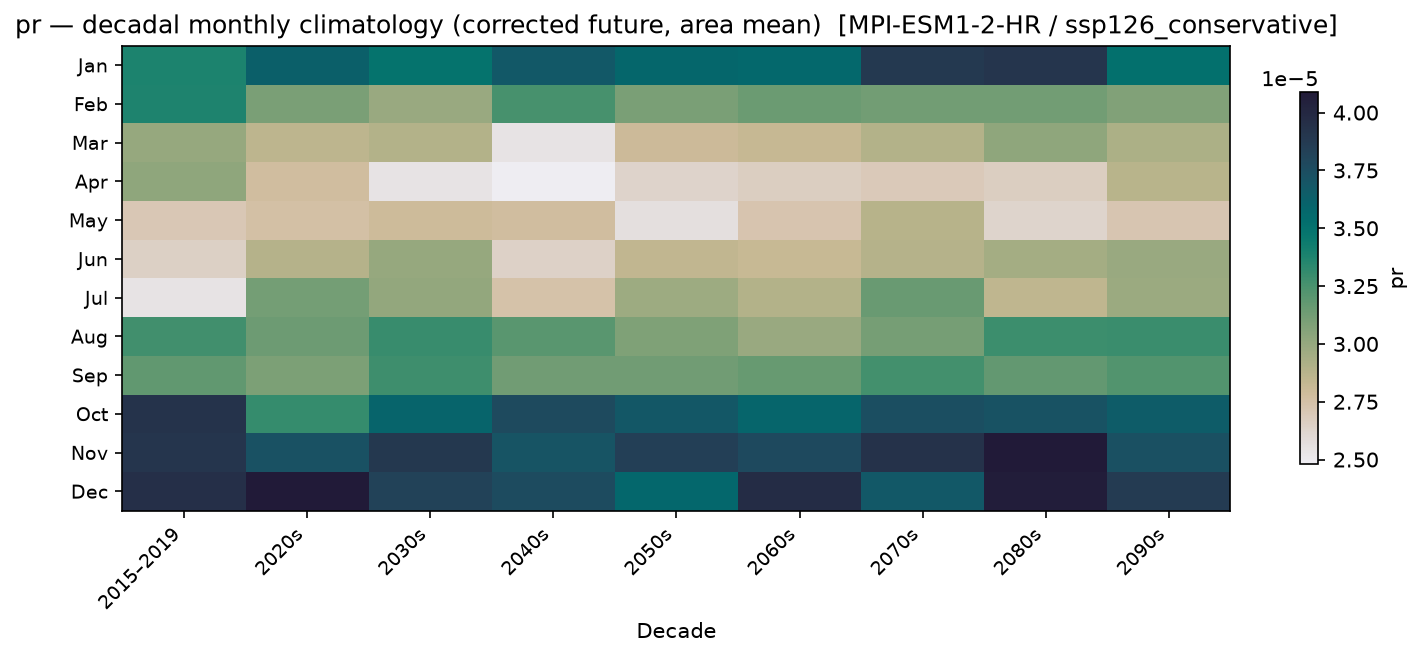 pr — decadal monthly climatology (corrected future, area mean)  [MPI-ESM1-2-HR / ssp126_conservative]
Jan
Feb
Mar
Apr
May
Jun
Jul
Aug
Sep
Oct
Nov
Dec
2015–2019
2020s
2030s
2040s
2050s
2060s
2070s
2080s
2090s
Decade
1e−5
4.00
3.75
3.50
3.25
3.00
2.75
2.50
pr